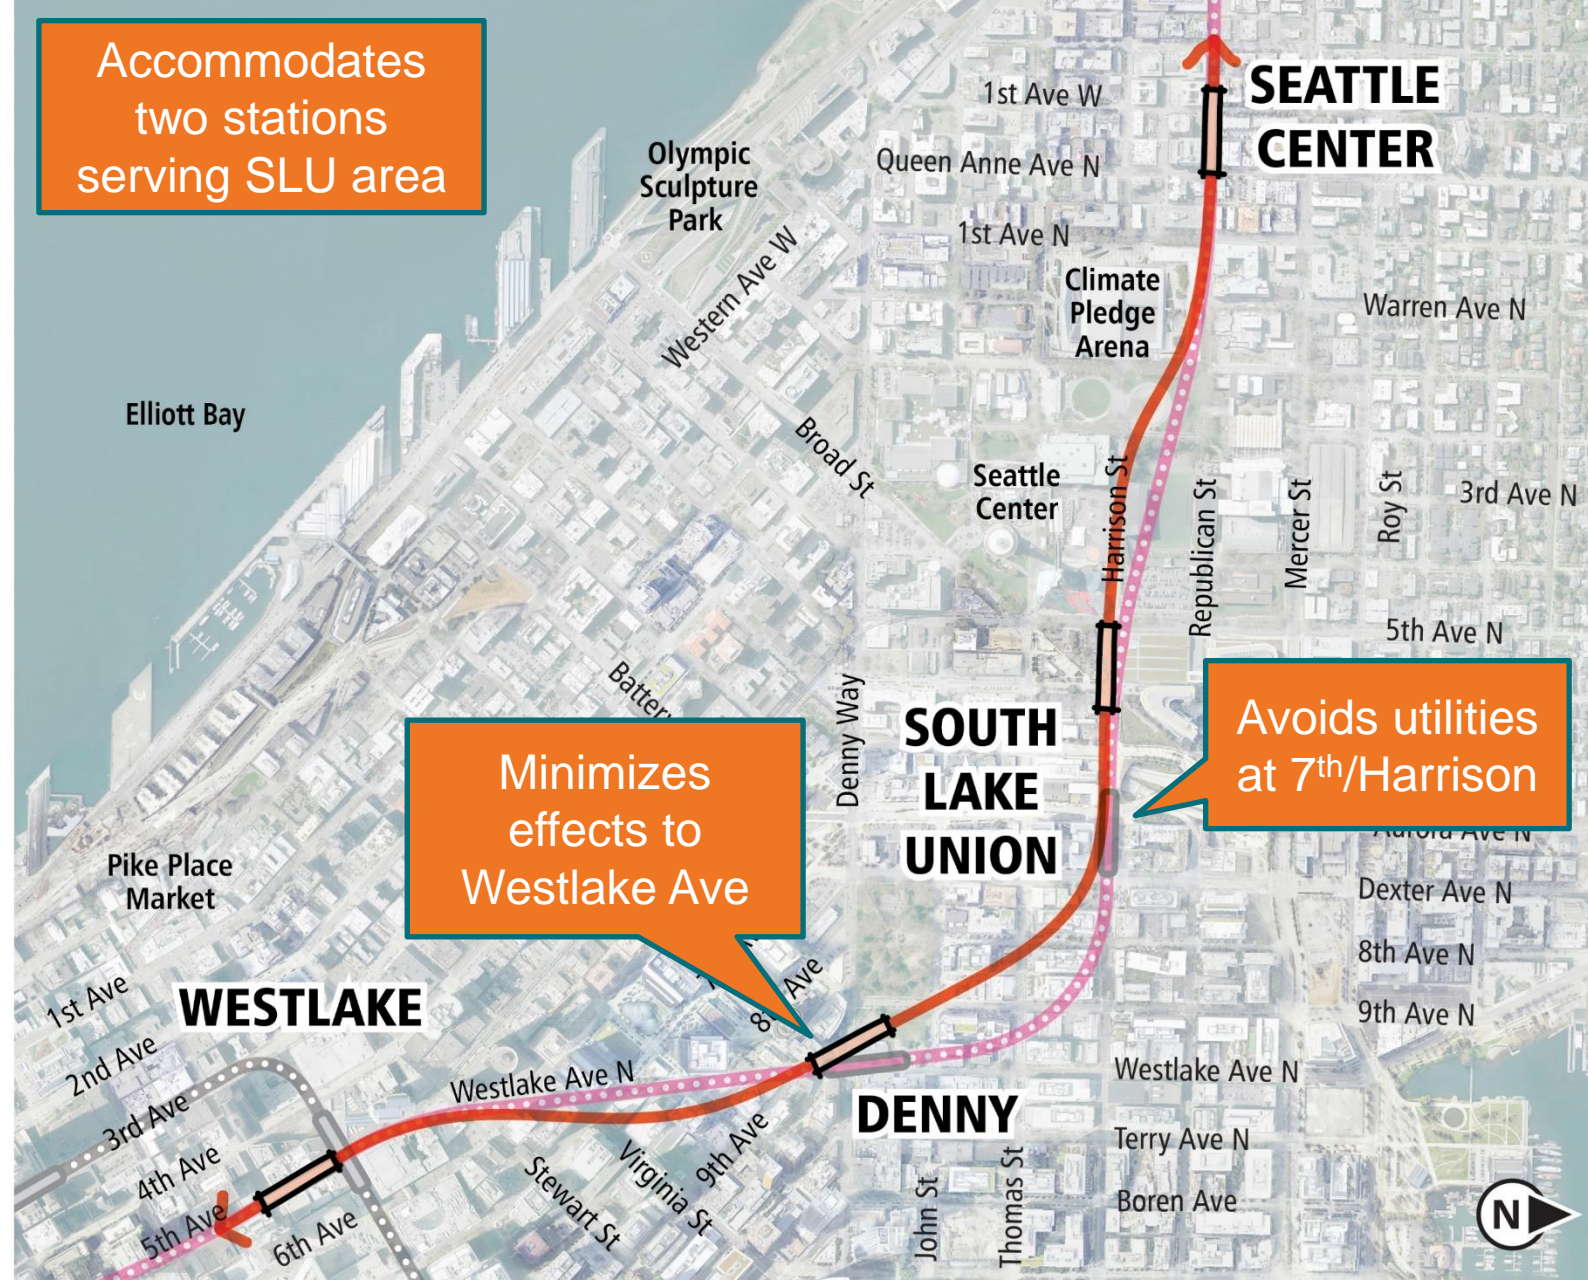 Accommodates
two stations
serving SLU area
SEATTLE
CENTER
1st Ave W
Queen Anne Ave N
1st Ave N
Olympic
Sculpture
Park
Western Ave W
Climate
Pledge
Arena
Warren Ave N
Elliott Bay
Broad St
Seattle
Center
Harrison St
Republican St
Mercer St
Roy St
3rd Ave N
5th Ave N
Denny Way
SOUTH
LAKE
UNION
Avoids utilities
at 7th/Harrison
Aurora Ave N
Minimizes
effects to
Westlake Ave
Pike Place
Market
Dexter Ave N
8th Ave N
9th Ave N
1st Ave
2nd Ave
3rd Ave
4th Ave
5th Ave
6th Ave
WESTLAKE
8th Ave
Westlake Ave N
Westlake Ave N
DENNY
Terry Ave N
Boren Ave
9th Ave
Virginia St
Stewart St
John St
Thomas St
N